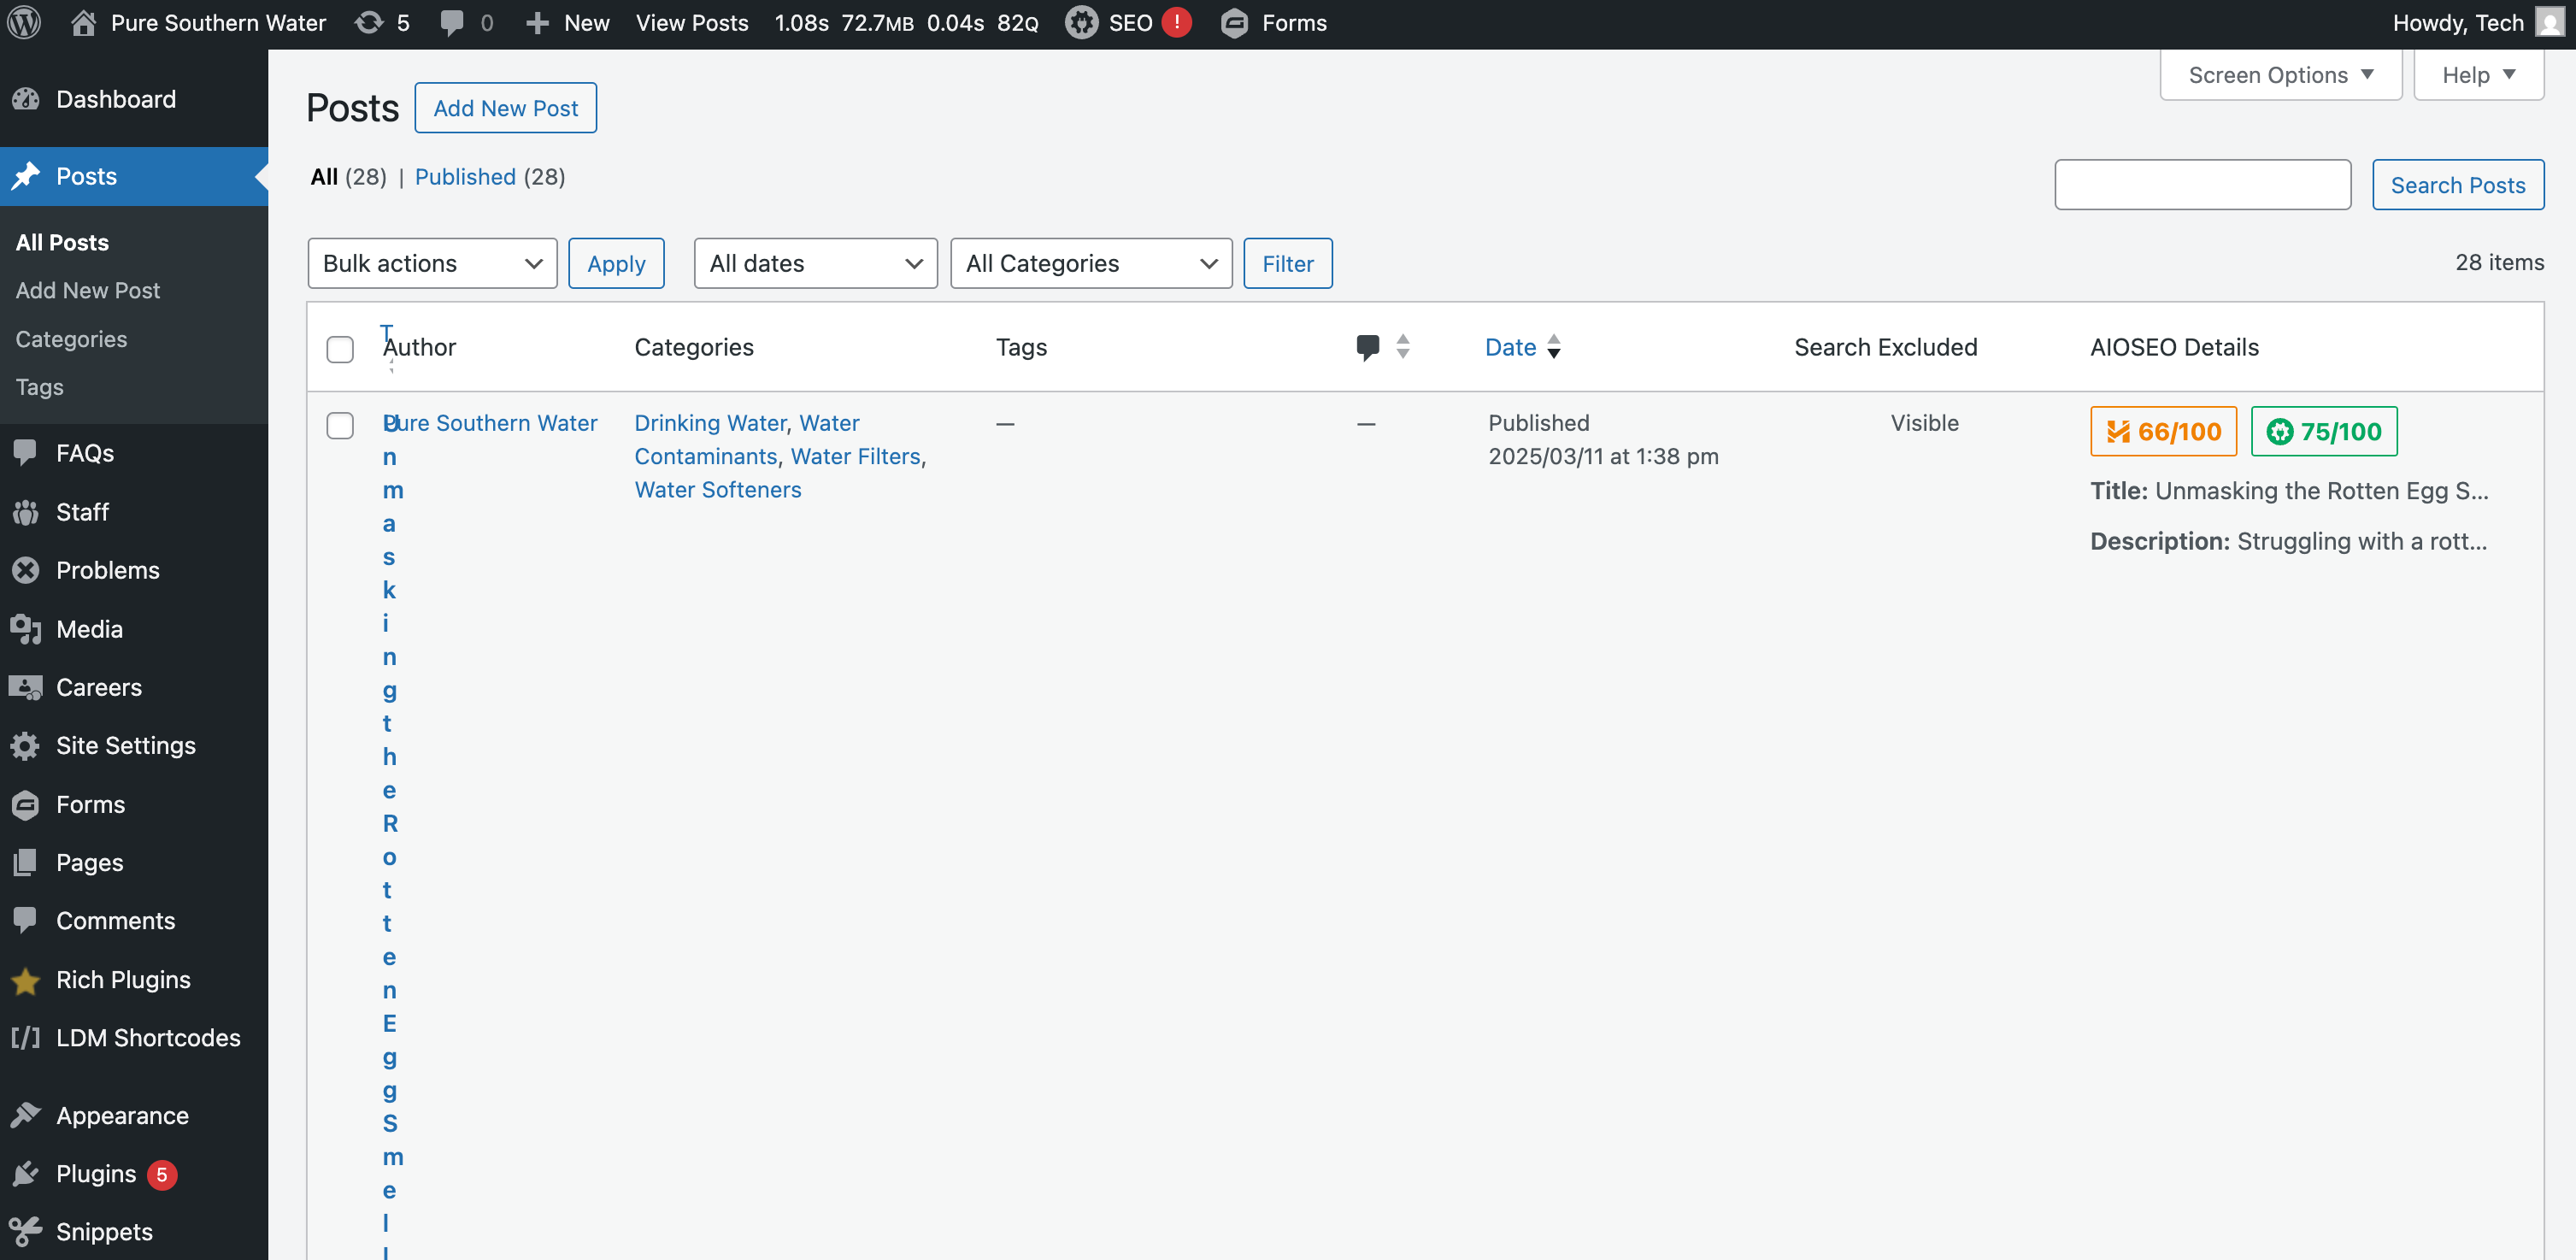 Pure Southern Water 5 0 New View Posts 1.08s 72.7MB 0.04s 82Q SEO ! Forms Howdy, Tech
Dashboard
Posts
All Posts
Add New Post
Categories
Tags
FAQs
Staff
Problems
Media
Careers
Site Settings
Forms
Pages
Comments
Rich Plugins
[/] LDM Shortcodes
Appearance
Plugins 5
Snippets
Screen Options Help
Posts Add New Post
All (28) | Published (28)
Search Posts
Bulk actions Apply All dates All Categories Filter 28 items
T
Author Categories Tags Date Search Excluded AIOSEO Details
U
n
m
a
s
k
i
n
g
t
h
e
R
o
t
t
e
n
E
g
g
S
m
e
l
l
Pure Southern Water
Drinking Water, Water
Contaminants, Water Filters,
Water Softeners
—
—
Published
2025/03/11 at 1:38 pm
Visible
66/100 75/100
Title: Unmasking the Rotten Egg S...
Description: Struggling with a rott...